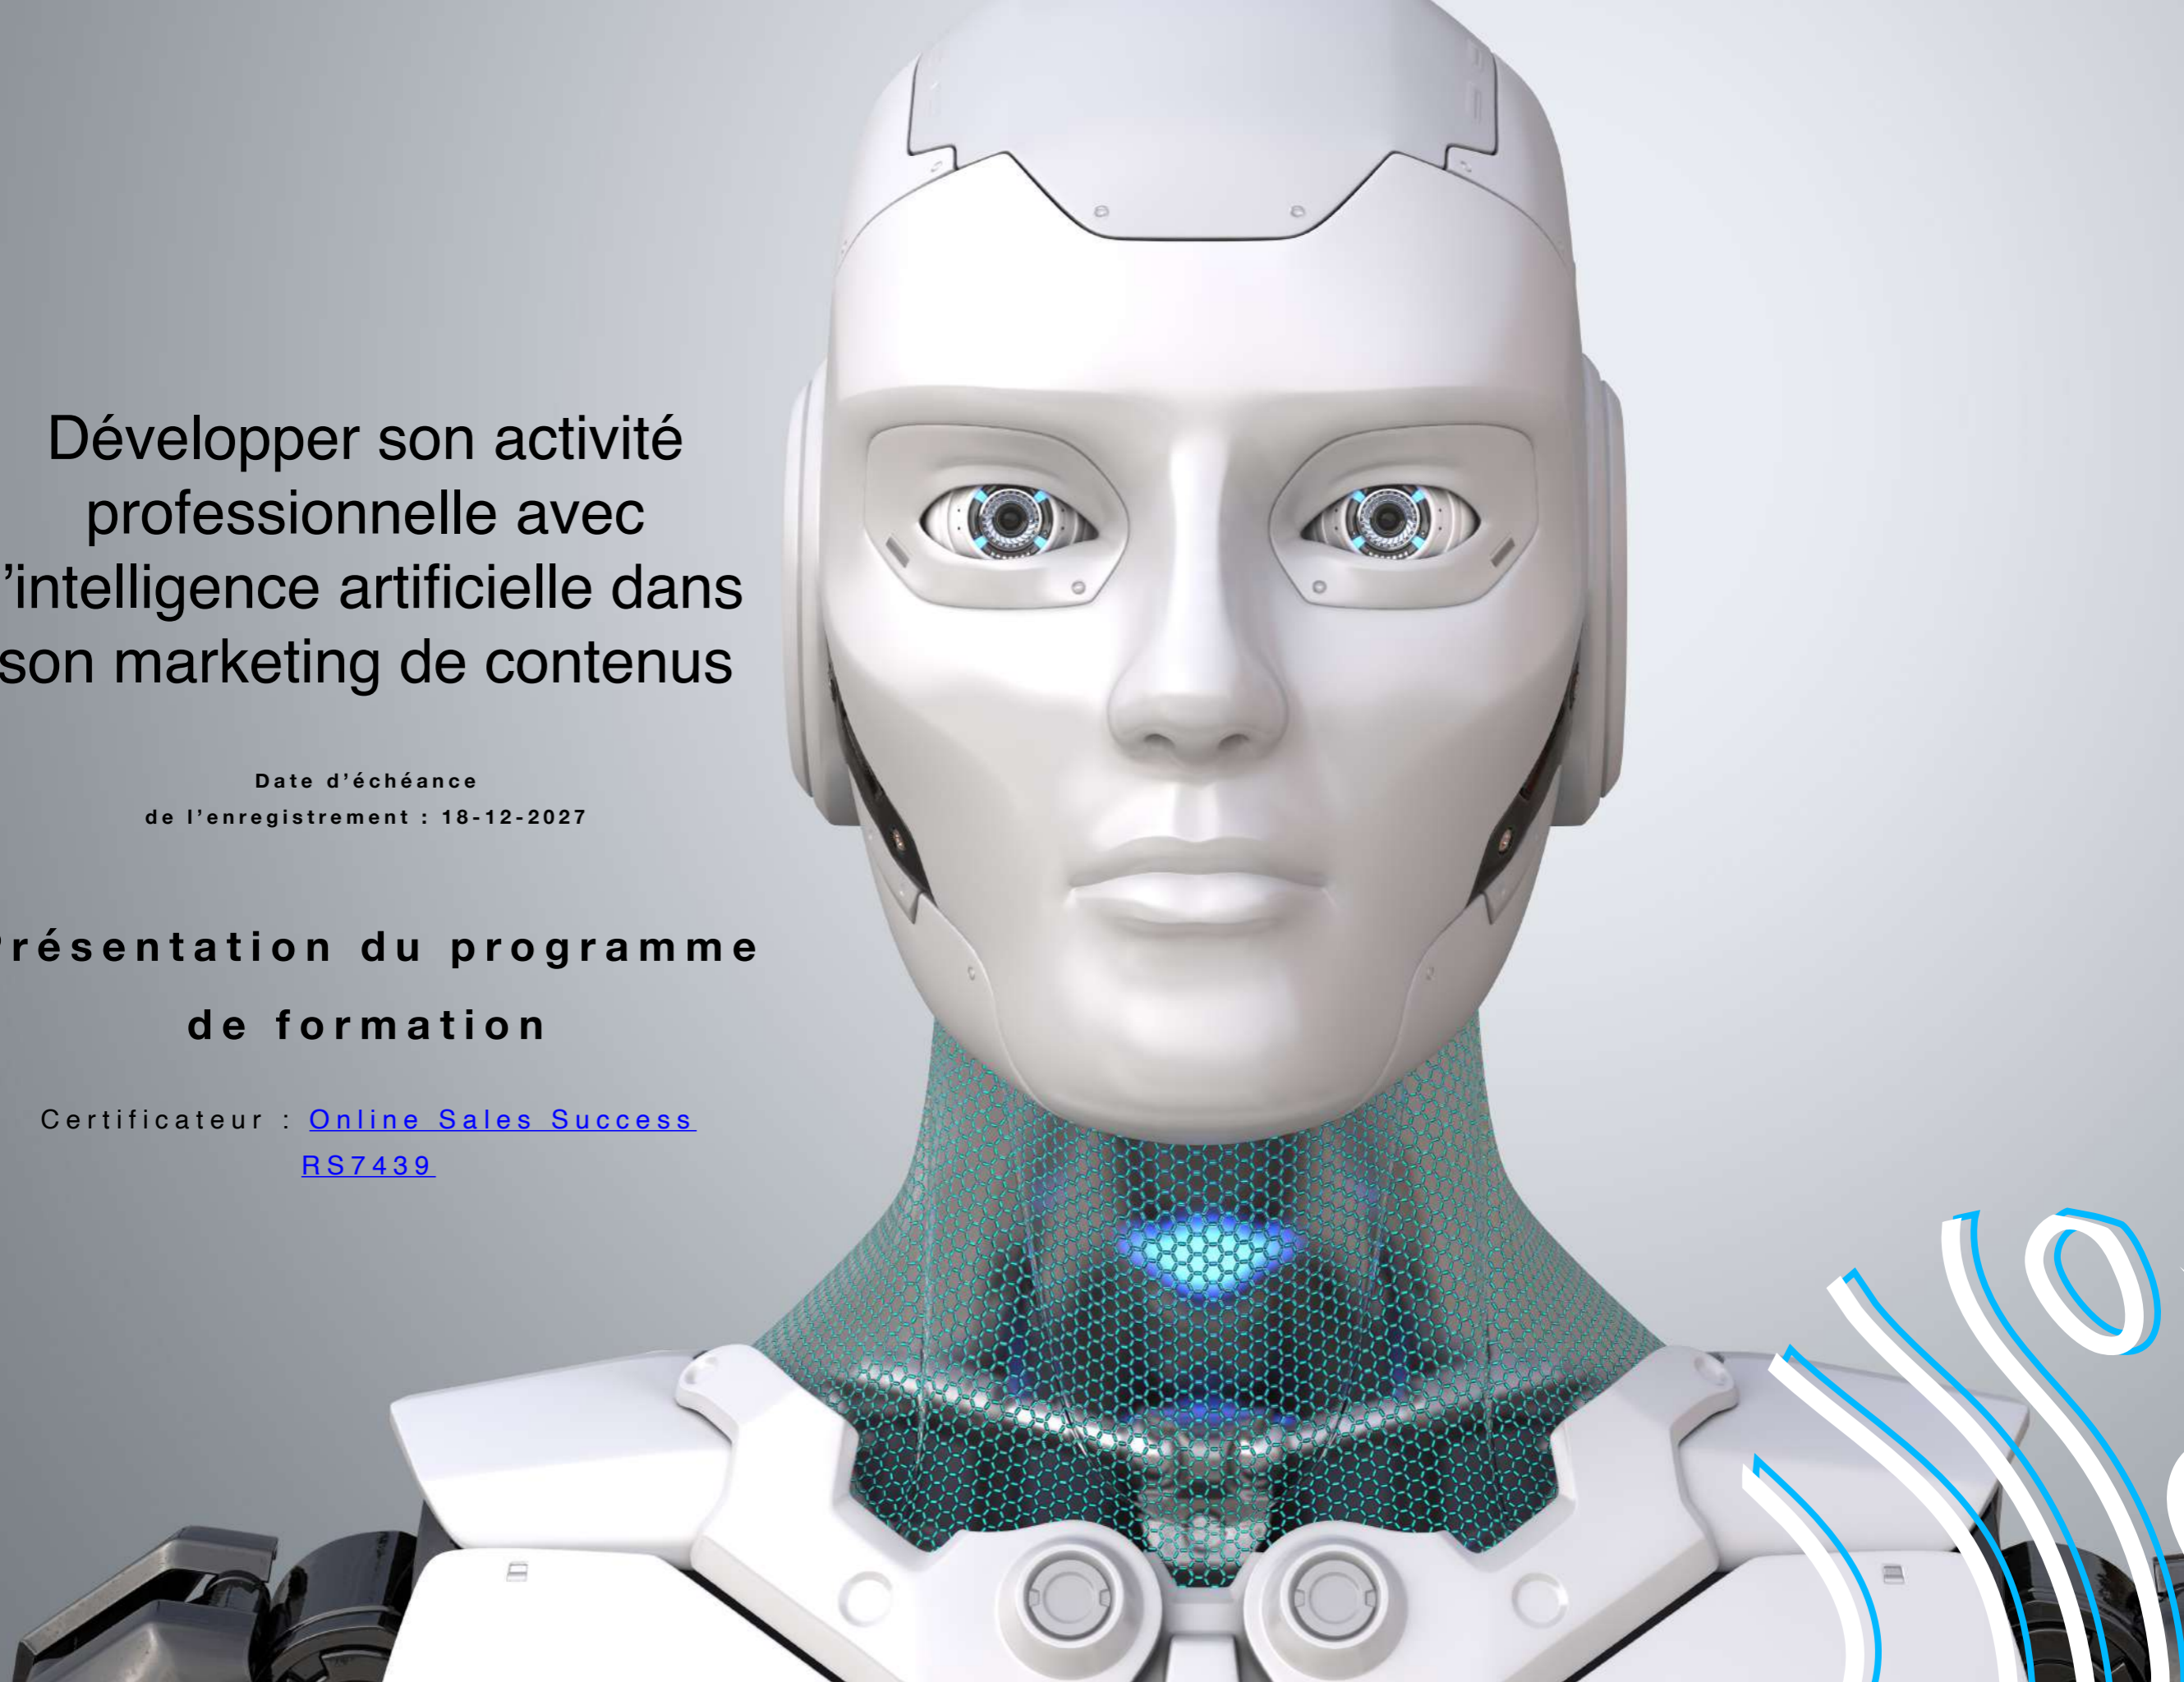 Développer son activité
professionnelle avec
’intelligence artificielle dans
son marketing de contenus
Date d’échéance
de l’enregistrement : 18-12-2027
Présentation du programme
de formation
Certificateur : Online Sales Success
RS7439